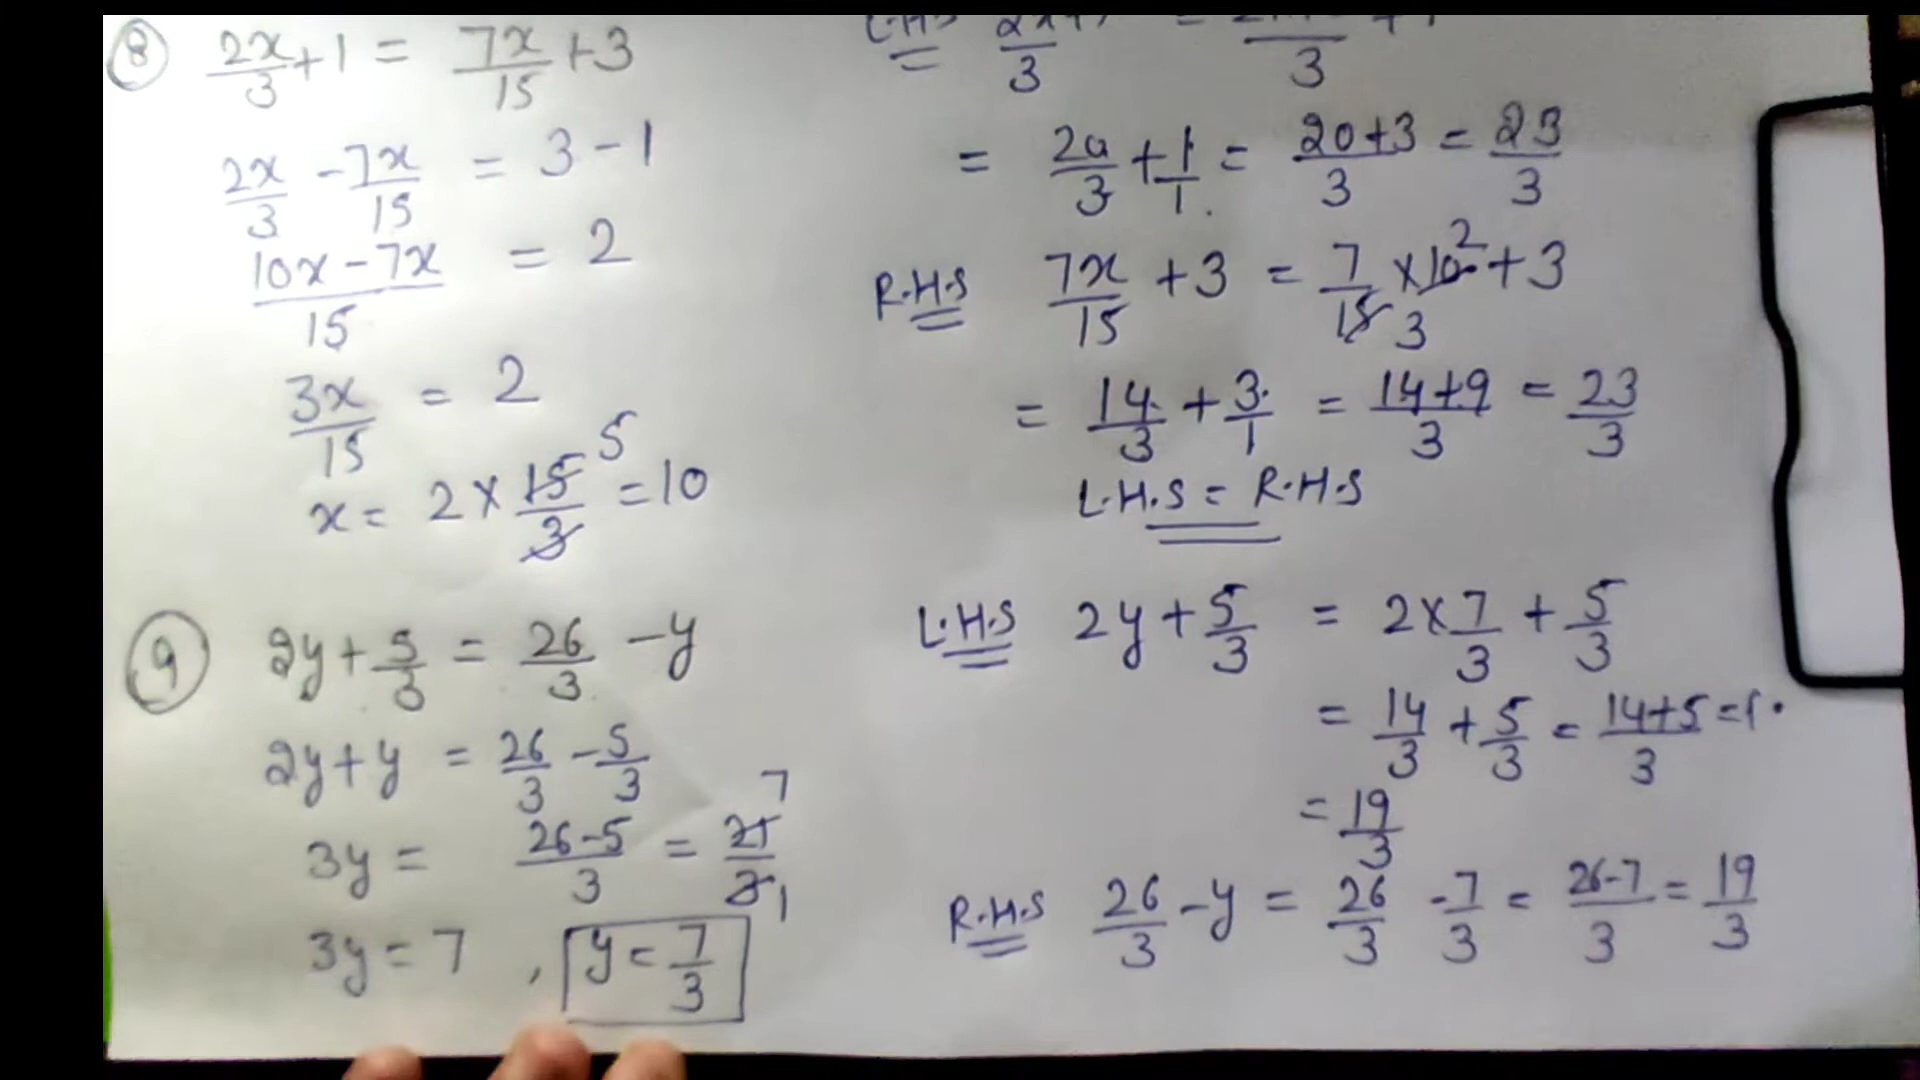 8 2x/3 + 1 = 7x/15 + 3
2x/3 - 7x/15 = 3 - 1
10x - 7x/15 = 2
3x/15 = 2
x = 2 × 15/3 5 = 10
9 2y + 5/3 = 26/3 - y
2y + y = 26/3 - 5/3
3y = 26-5/3 = 21/3 7 1
3y = 7 , y = 7/3
L.H.S
= 20/3 + 1/1 = 20+3/3 = 23/3
R.H.S 7x/15 + 3 = 7/15 3 × 10 2 + 3
= 14/3 + 3/1 = 14+9/3 = 23/3
L.H.S = R.H.S
L.H.S 2y + 5/3 = 2 × 7/3 + 5/3
= 14/3 + 5/3 = 14+5/3 =
= 19/3
R.H.S 26/3 - y = 26/3 - 7/3 = 26-7/3 = 19/3